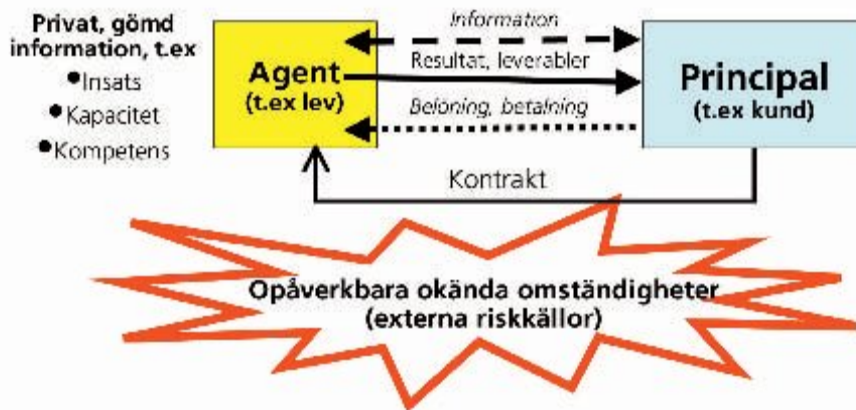 Privat, gömd
information, t.ex
●Insats
●Kapacitet
●Kompetens
Agent
(t.ex lev)
Information
Resultat, leverabler
Belöning, betalning
Principal
(t.ex kund)
Kontrakt
Opåverkbara okända omständigheter
(externa riskkällor)